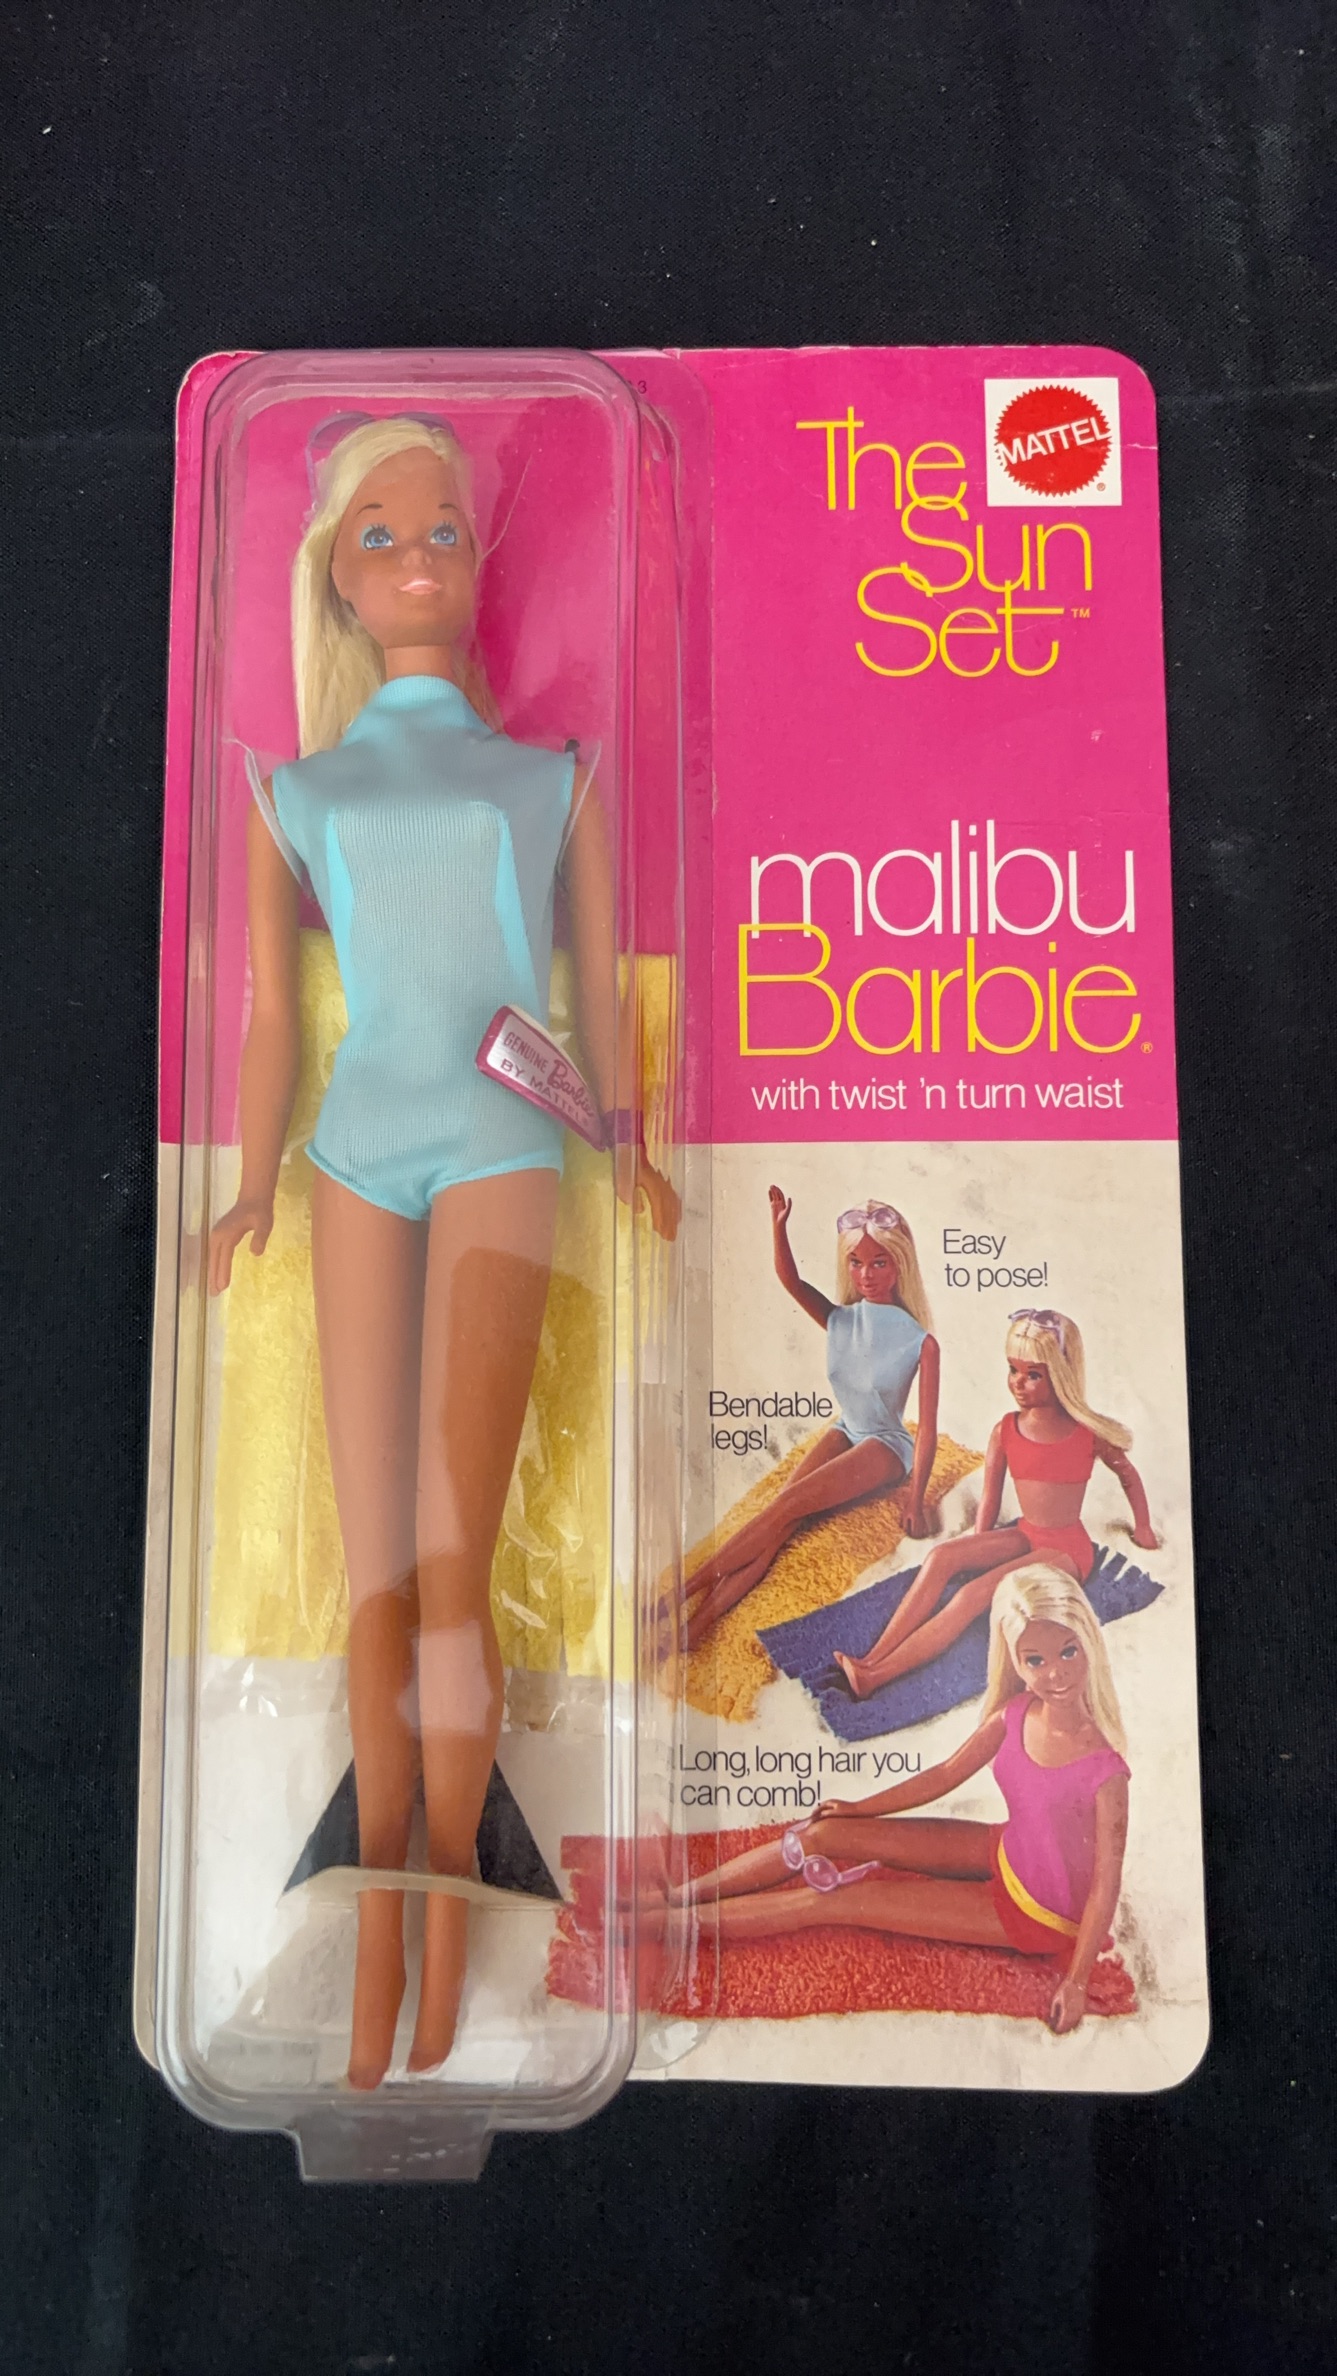 The
Sun
Set™
MATTEL®
malibu
Barbie®
with twist 'n turn waist
GENUINE Barbie
BY MATTEL
Easy
to pose!
Bendable
legs!
Long, long hair you
can comb!